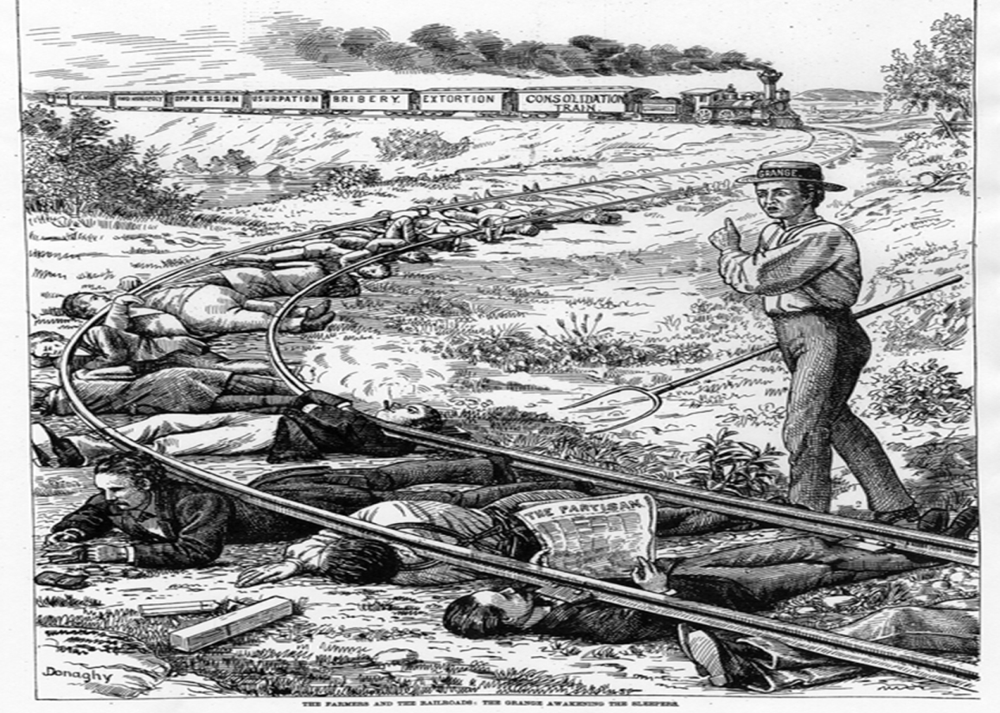 OPPRESSION
USURPATION
BRIBERY.
EXTORTION
CONSOLIDATION
TRAIN.
GRANGE.
THE PARTISAN
Donaghy
THE FARMERS AND THE RAILROADS: THE GRANGE AWAKENING THE SLEEPERS.